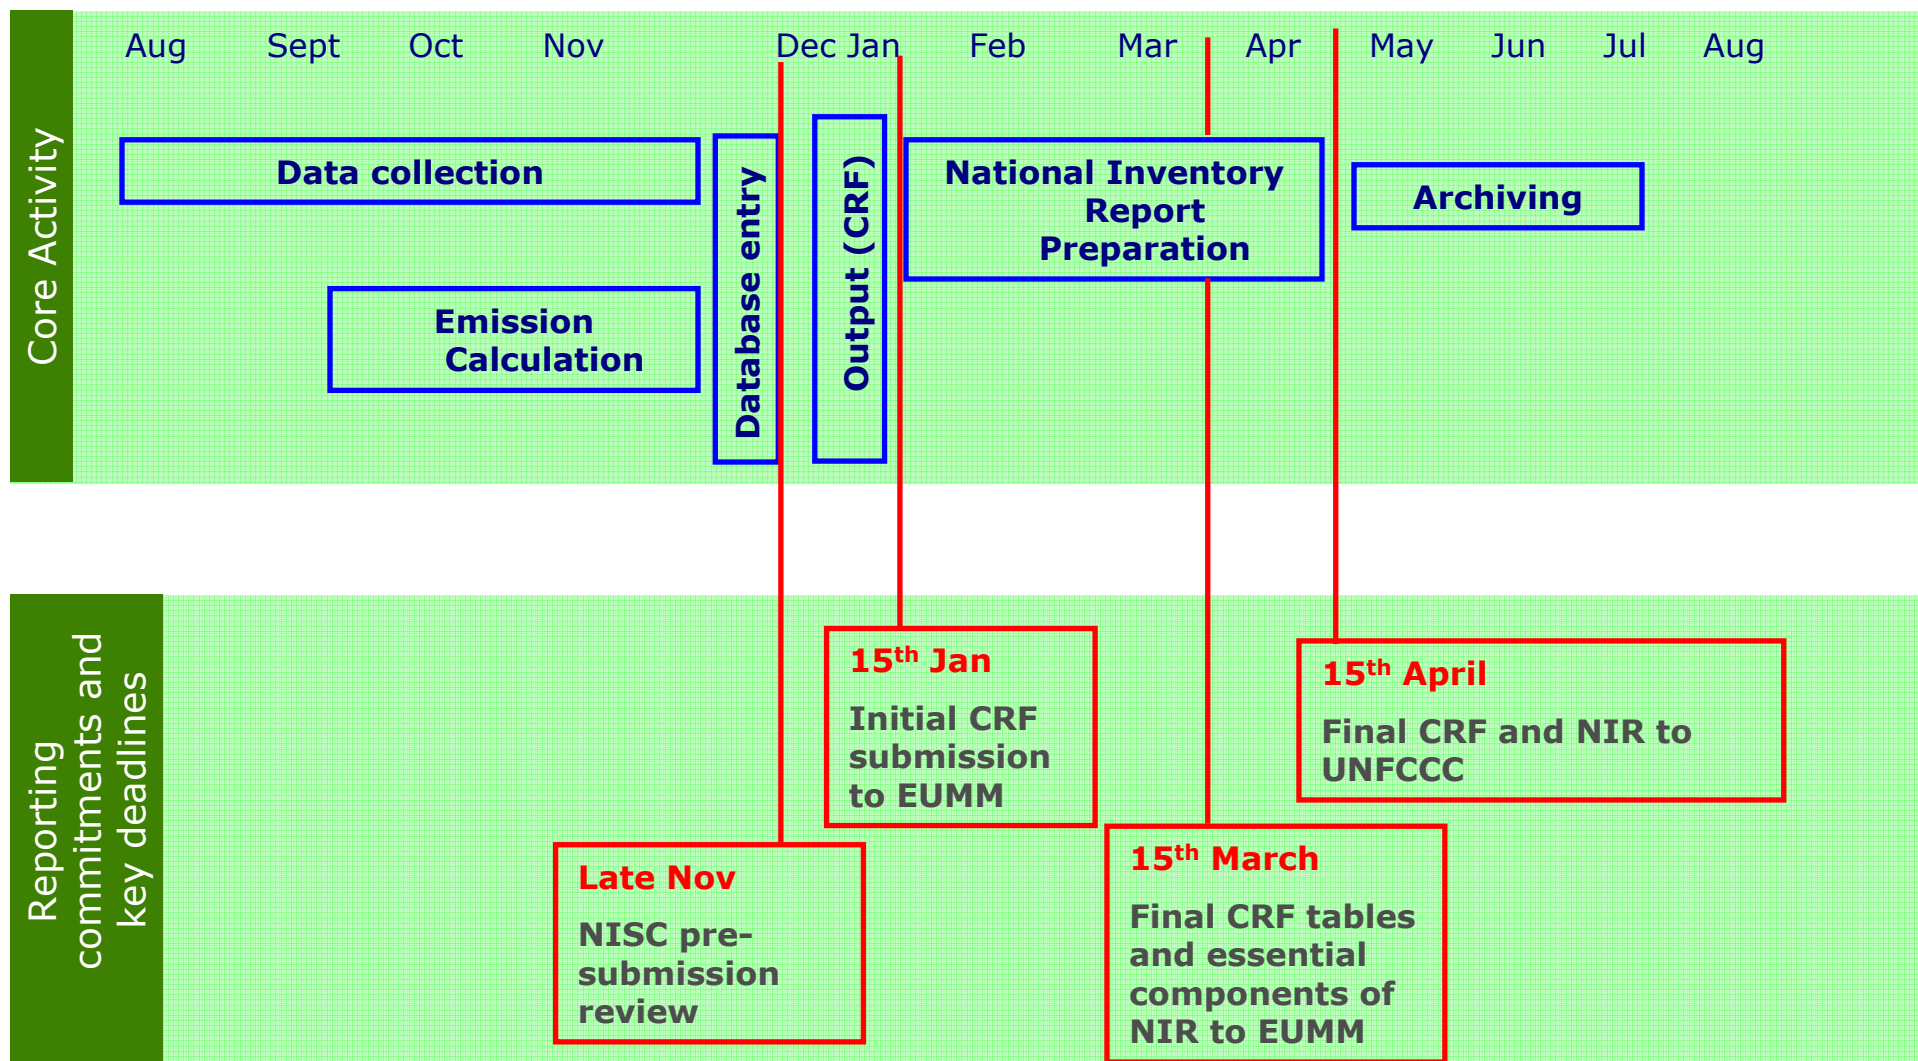 Aug Sept Oct Nov Dec Jan Feb Mar Apr May Jun Jul Aug
Core Activity
Data collection
Emission
Calculation
Database entry
Output (CRF)
National Inventory
Report
Preparation
Archiving
Reporting
commitments and
key deadlines
Late Nov
NISC pre-
submission
review
15th Jan
Initial CRF
submission
to EUMM
15th March
Final CRF tables
and essential
components of
NIR to EUMM
15th April
Final CRF and NIR to
UNFCCC